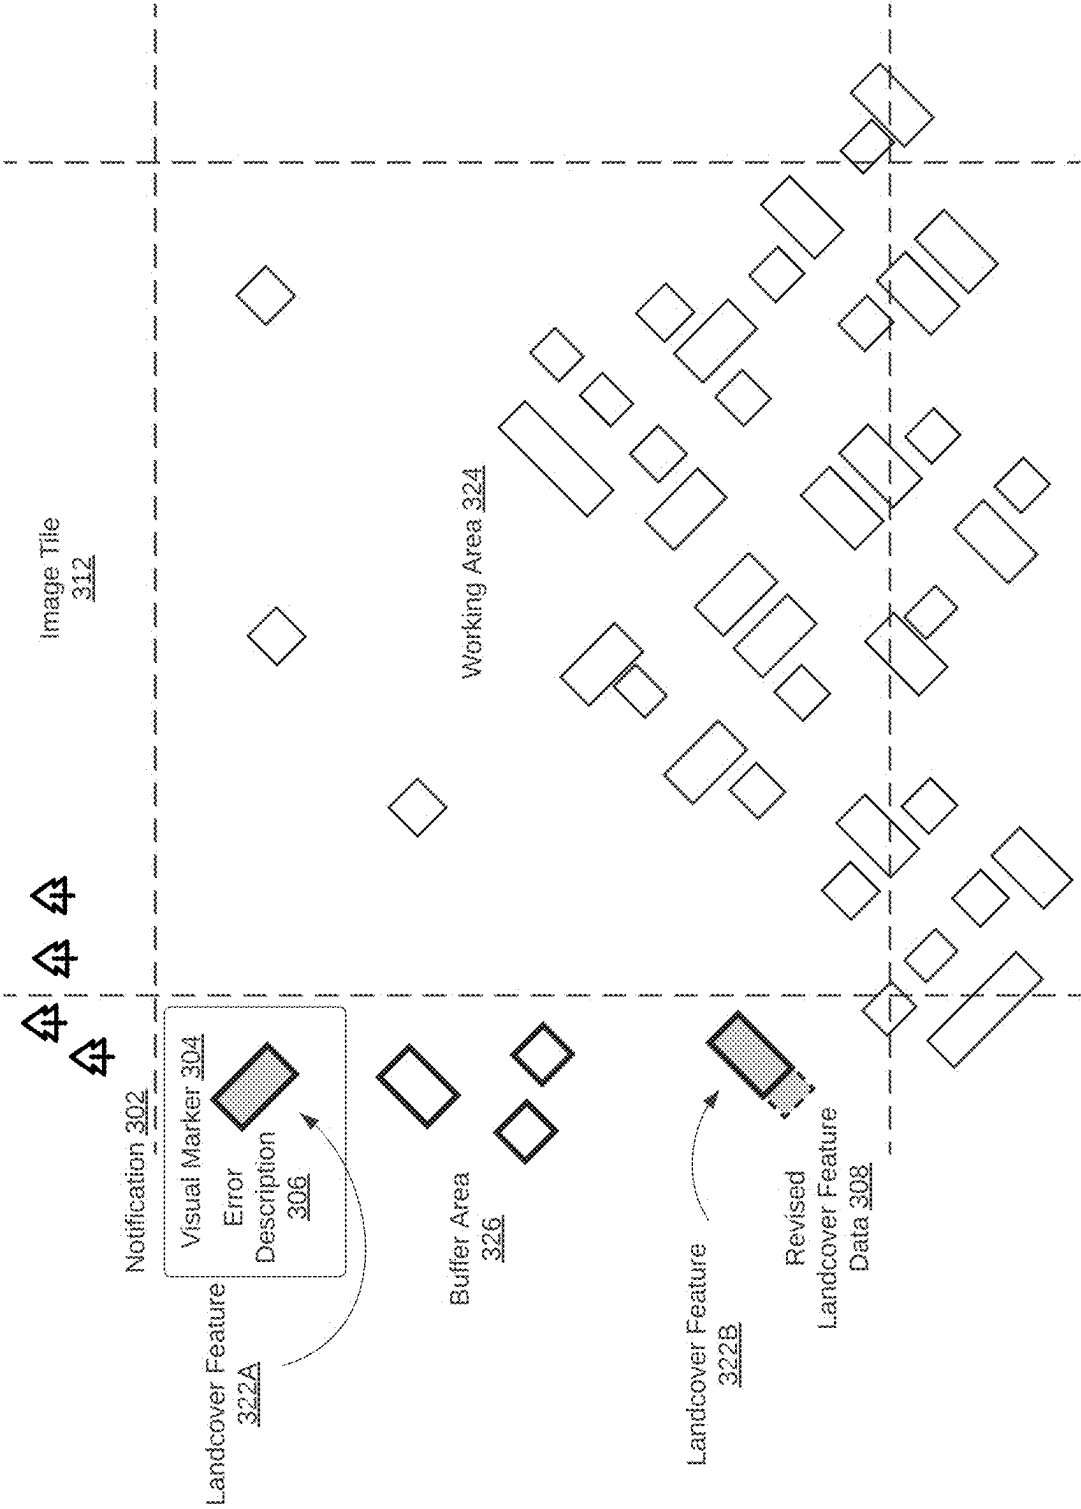 Image Tile
312
Notification 302
Visual Marker 304
Error
Description
306
Landcover Feature
322A
Working Area 324
Buffer Area
326
Landcover Feature
322B
Revised
Landcover Feature
Data 308